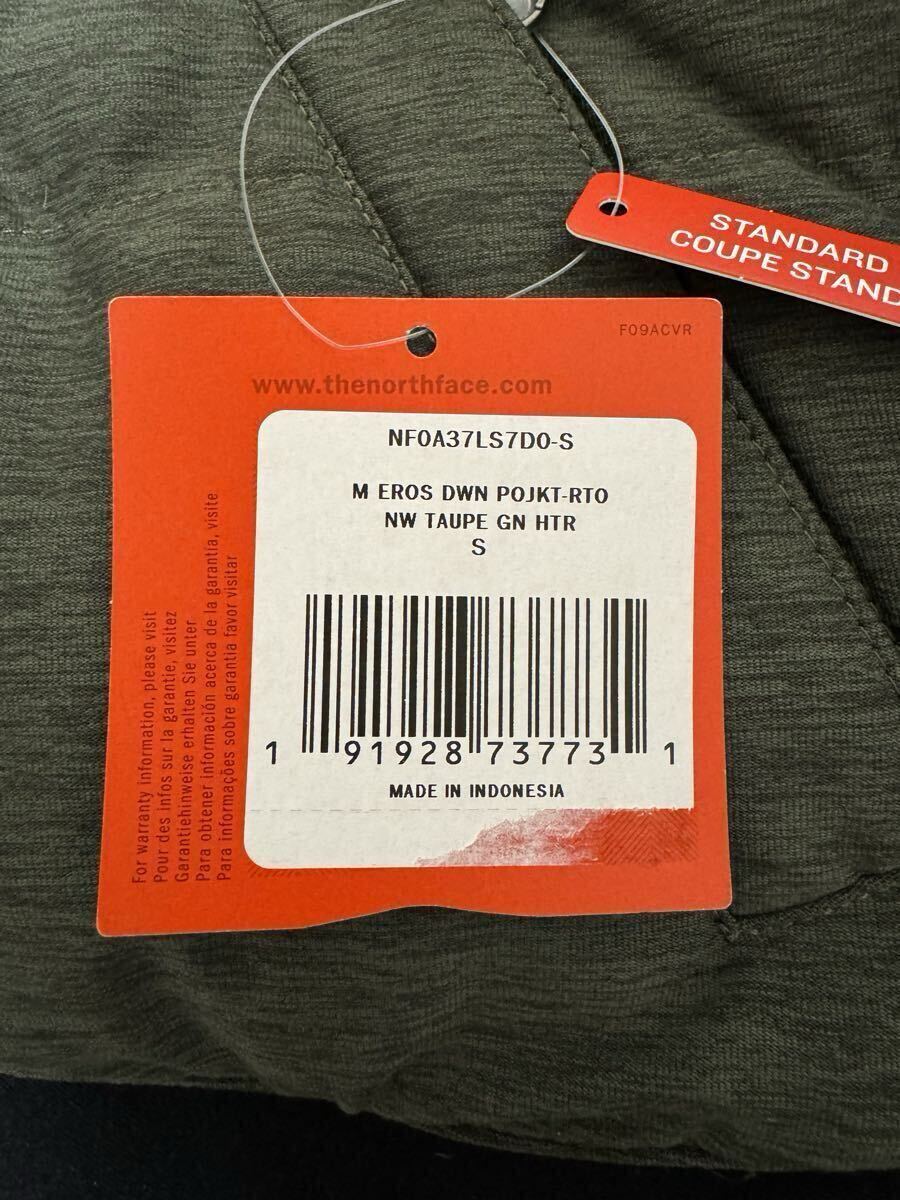 STANDARD
COUPE STAND
F09ACVR
www.thenorthface.com
NF0A37LS7D0-S
M EROS DWN POJKT-RTO
NW TAUPE GN HTR
S
1 91928 73773 1
MADE IN INDONESIA
For warranty information, please visit
Pour des infos sur la garantie, visitez
Garantiehinweise erhalten Sie unter
Para obtener información acerca de la garantía, visite
Para informações sobre garantia favor visitar